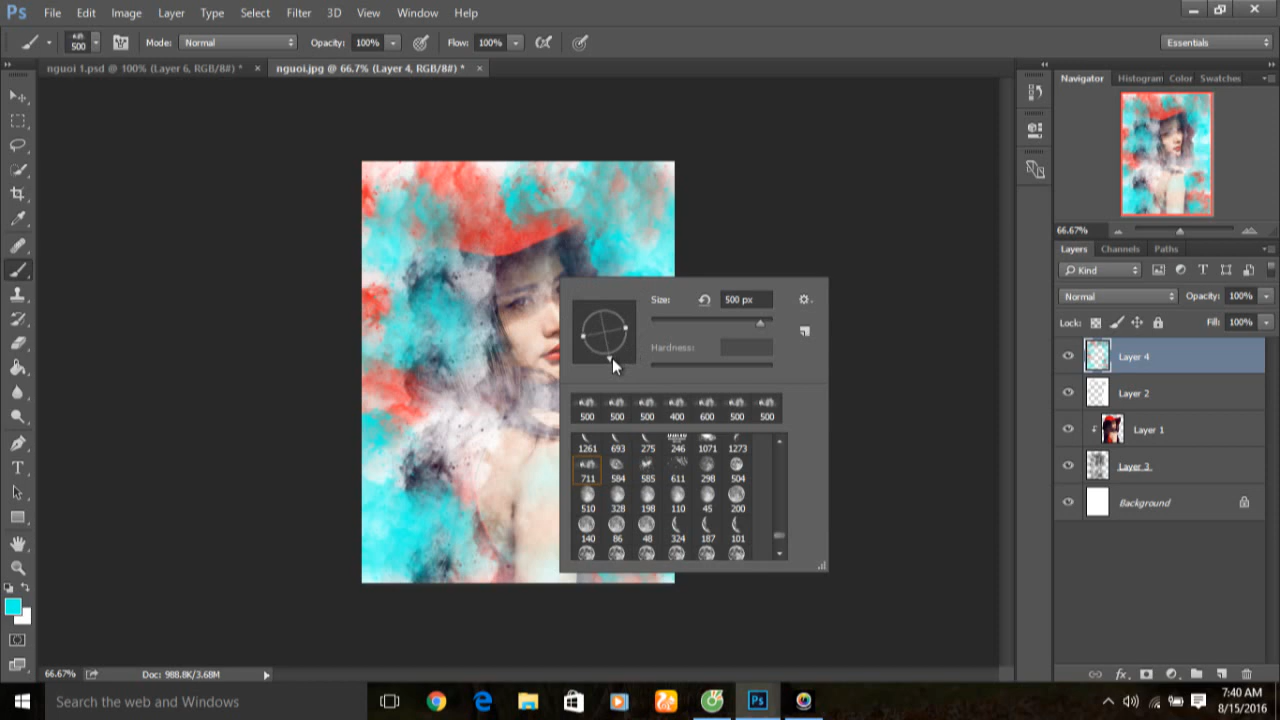 Ps File Edit Image Layer Type Select Filter 3D View Window Help
500 Mode: Normal Opacity: 100% Flow: 100% Essentials
nguoi 1.psd @ 100% (Layer 6, RGB/8#) * × nguoi.jpg @ 66.7% (Layer 4, RGB/8#) * ×
Navigator Histogram Color Swatches
66.67%
Layers Channels Paths
Kind
Normal Opacity: 100%
Lock: Fill: 100%
Layer 4
Layer 2
Layer 1
Layer 3
Background
Size: 500 px
Hardness:
500 500 500 400 600 500 500
1261 693 275 246 1071 1273
711 584 585 611 298 504
510 328 198 110 45 200
140 86 48 324 187 101
66.67% Doc: 988.8K/3.68M
Search the web and Windows
Ps
7:40 AM
8/15/2016